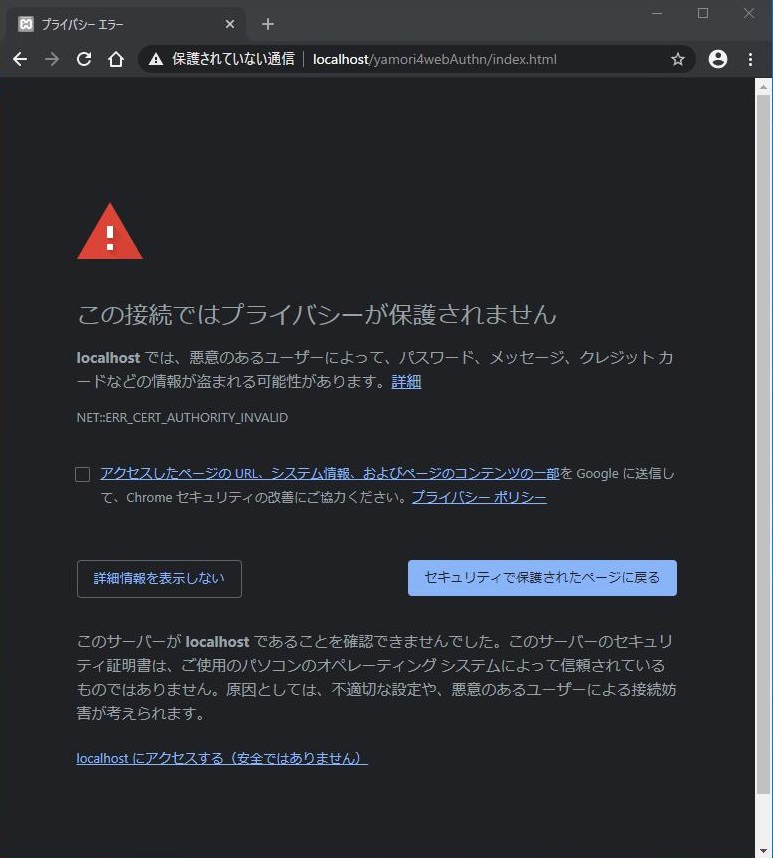 プライバシー エラー
保護されていない通信 localhost/yamori4webAuthn/index.html
この接続ではプライバシーが保護されません
localhost では、悪意のあるユーザーによって、パスワード、メッセージ、クレジット カ
ードなどの情報が盗まれる可能性があります。詳細
NET::ERR_CERT_AUTHORITY_INVALID
アクセスしたページの URL、システム情報、およびページのコンテンツの一部を Google に送信し
て、Chrome セキュリティの改善にご協力ください。プライバシー ポリシー
詳細情報を表示しない
セキュリティで保護されたページに戻る
このサーバーが localhost であることを確認できませんでした。このサーバーのセキュリ
ティ証明書は、ご使用のパソコンのオペレーティング システムによって信頼されている
ものではありません。原因としては、不適切な設定や、悪意のあるユーザーによる接続妨
害が考えられます。
localhost にアクセスする（安全ではありません）